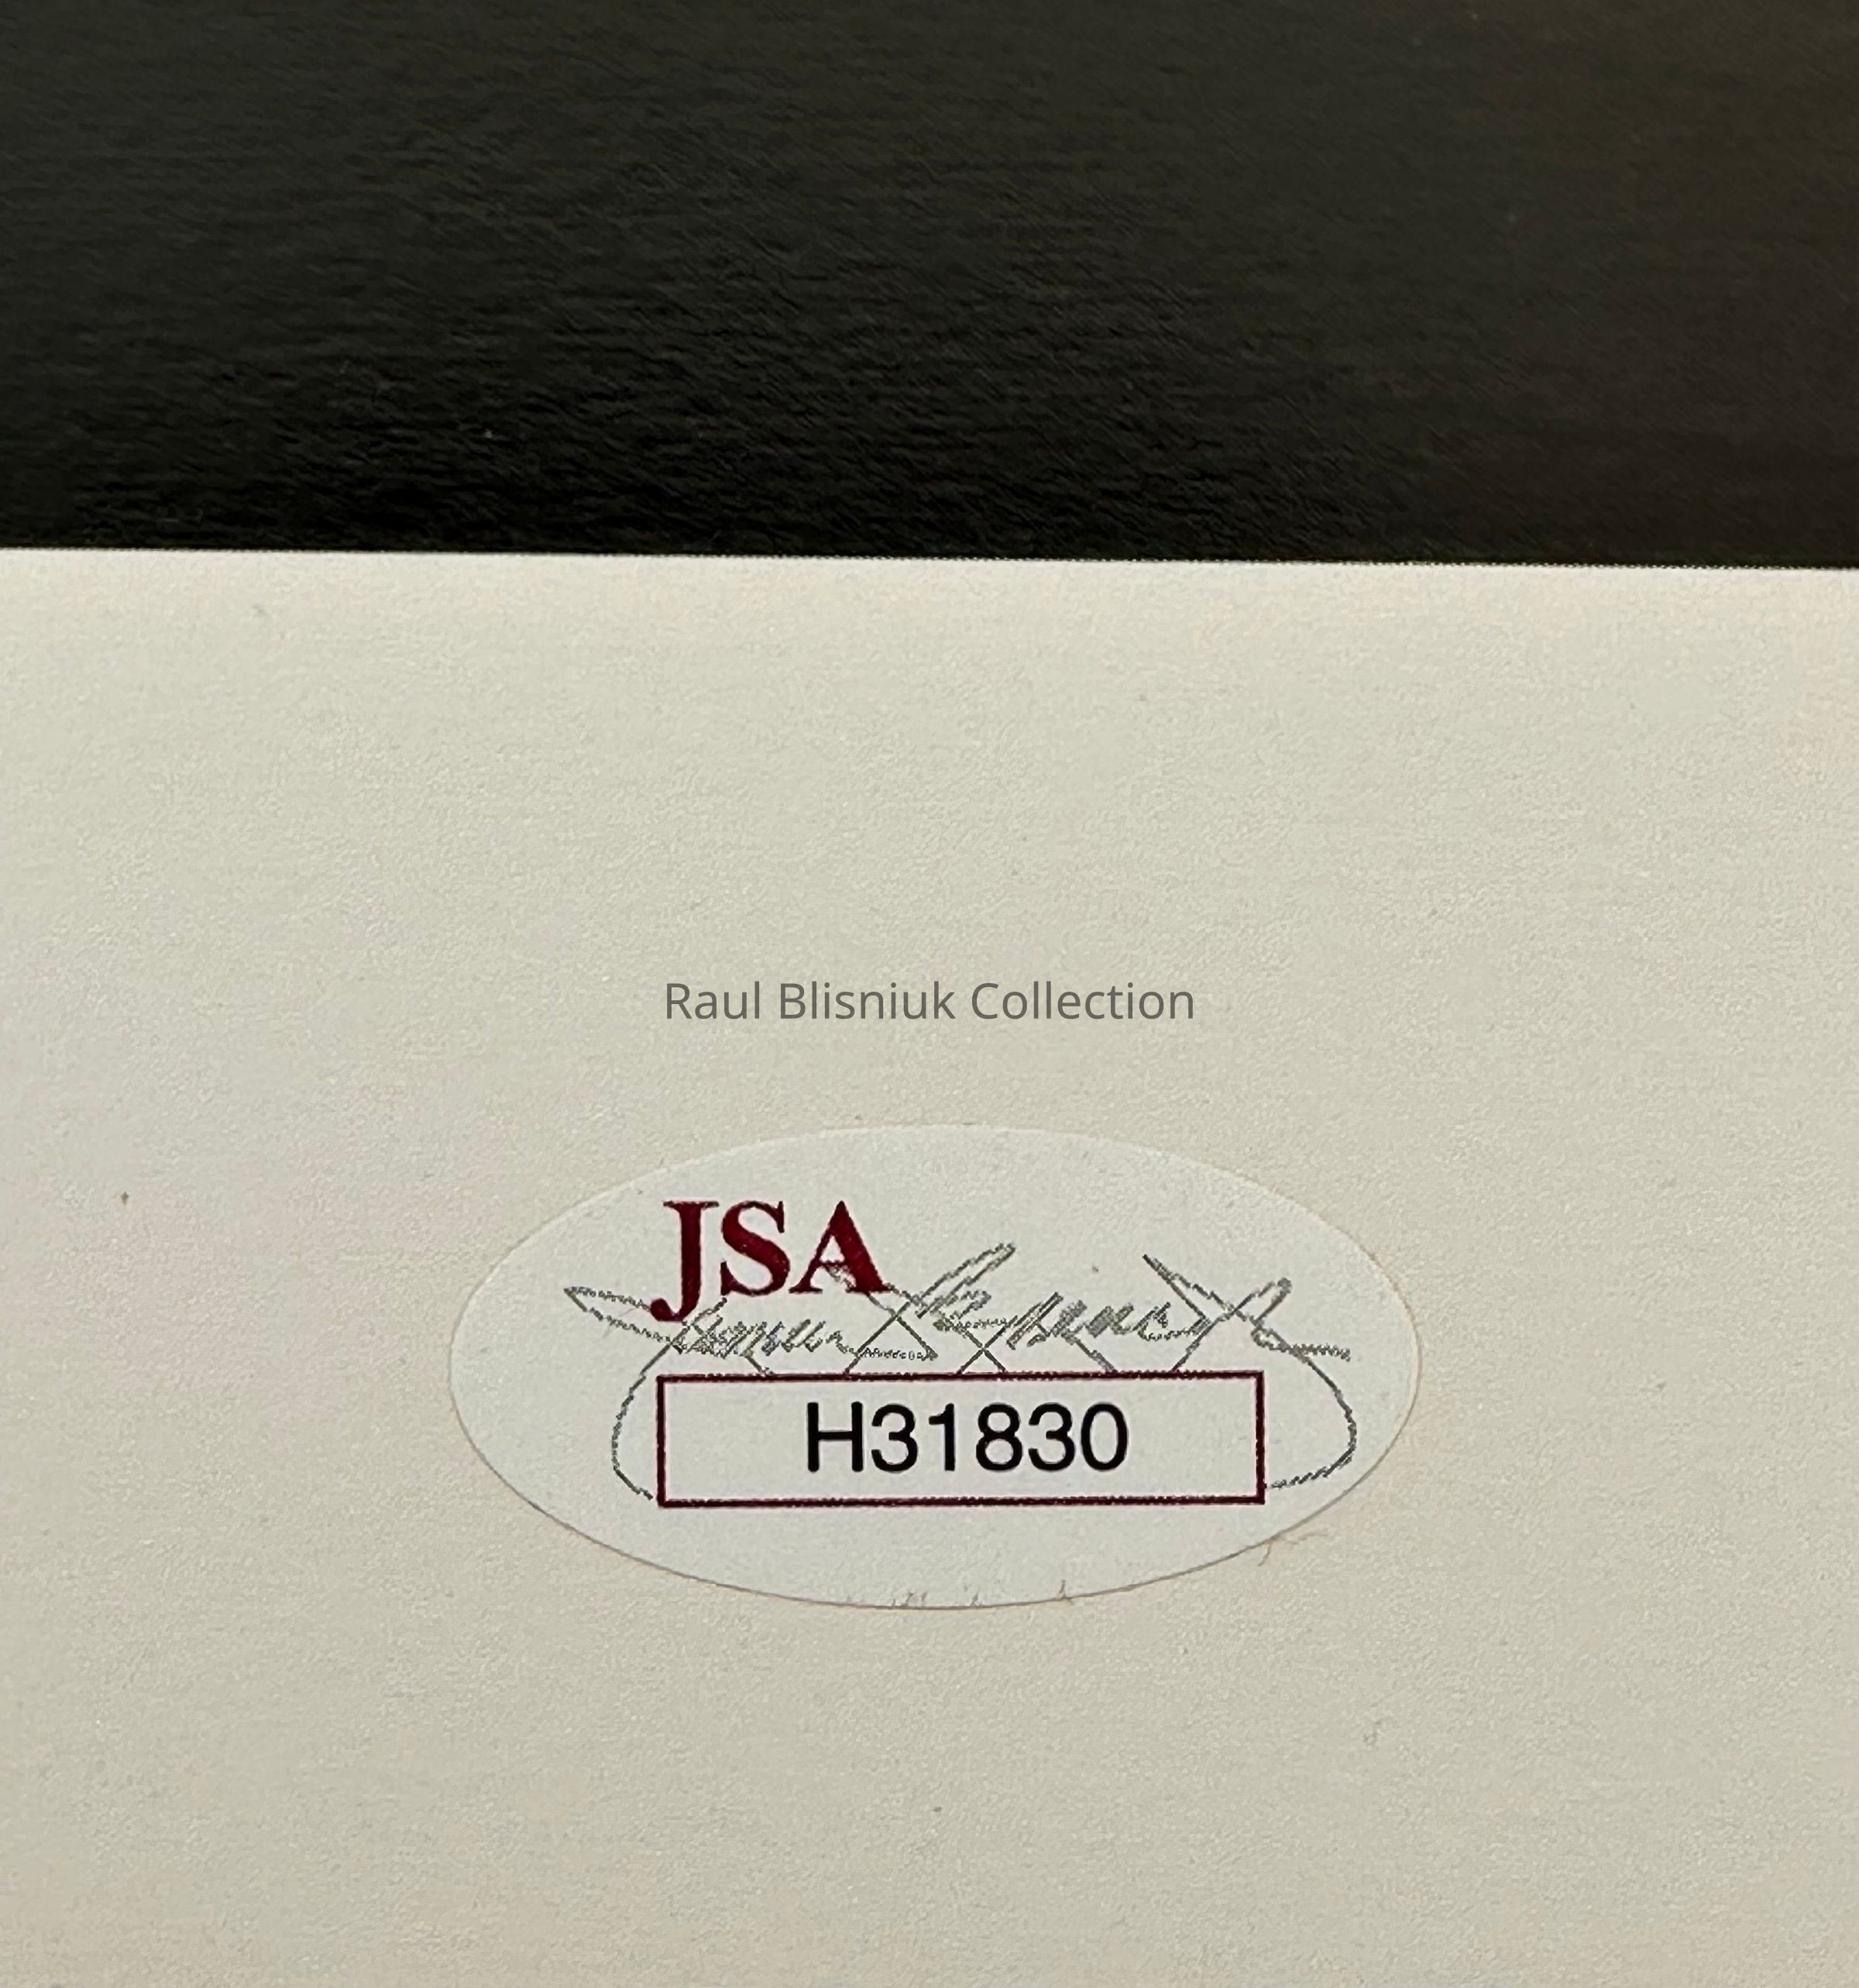 Raul Blisniuk Collection
JSA
H31830